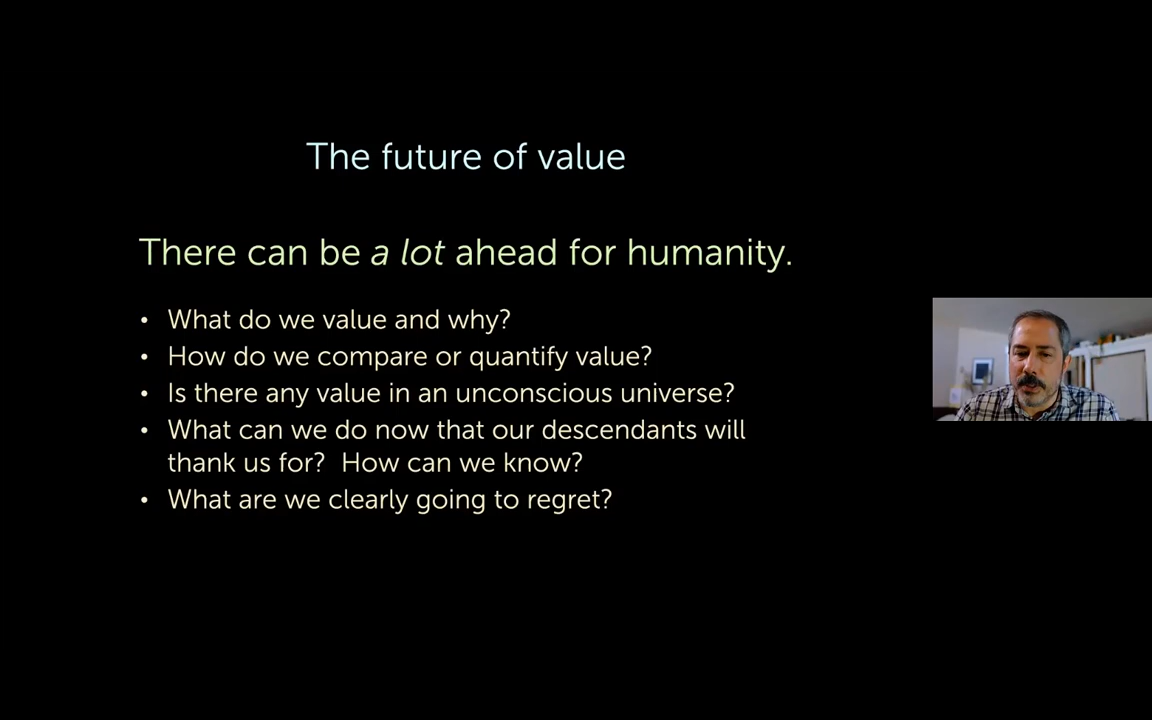 The future of value
There can be a lot ahead for humanity.
• What do we value and why?
• How do we compare or quantify value?
• Is there any value in an unconscious universe?
• What can we do now that our descendants will
thank us for? How can we know?
• What are we clearly going to regret?